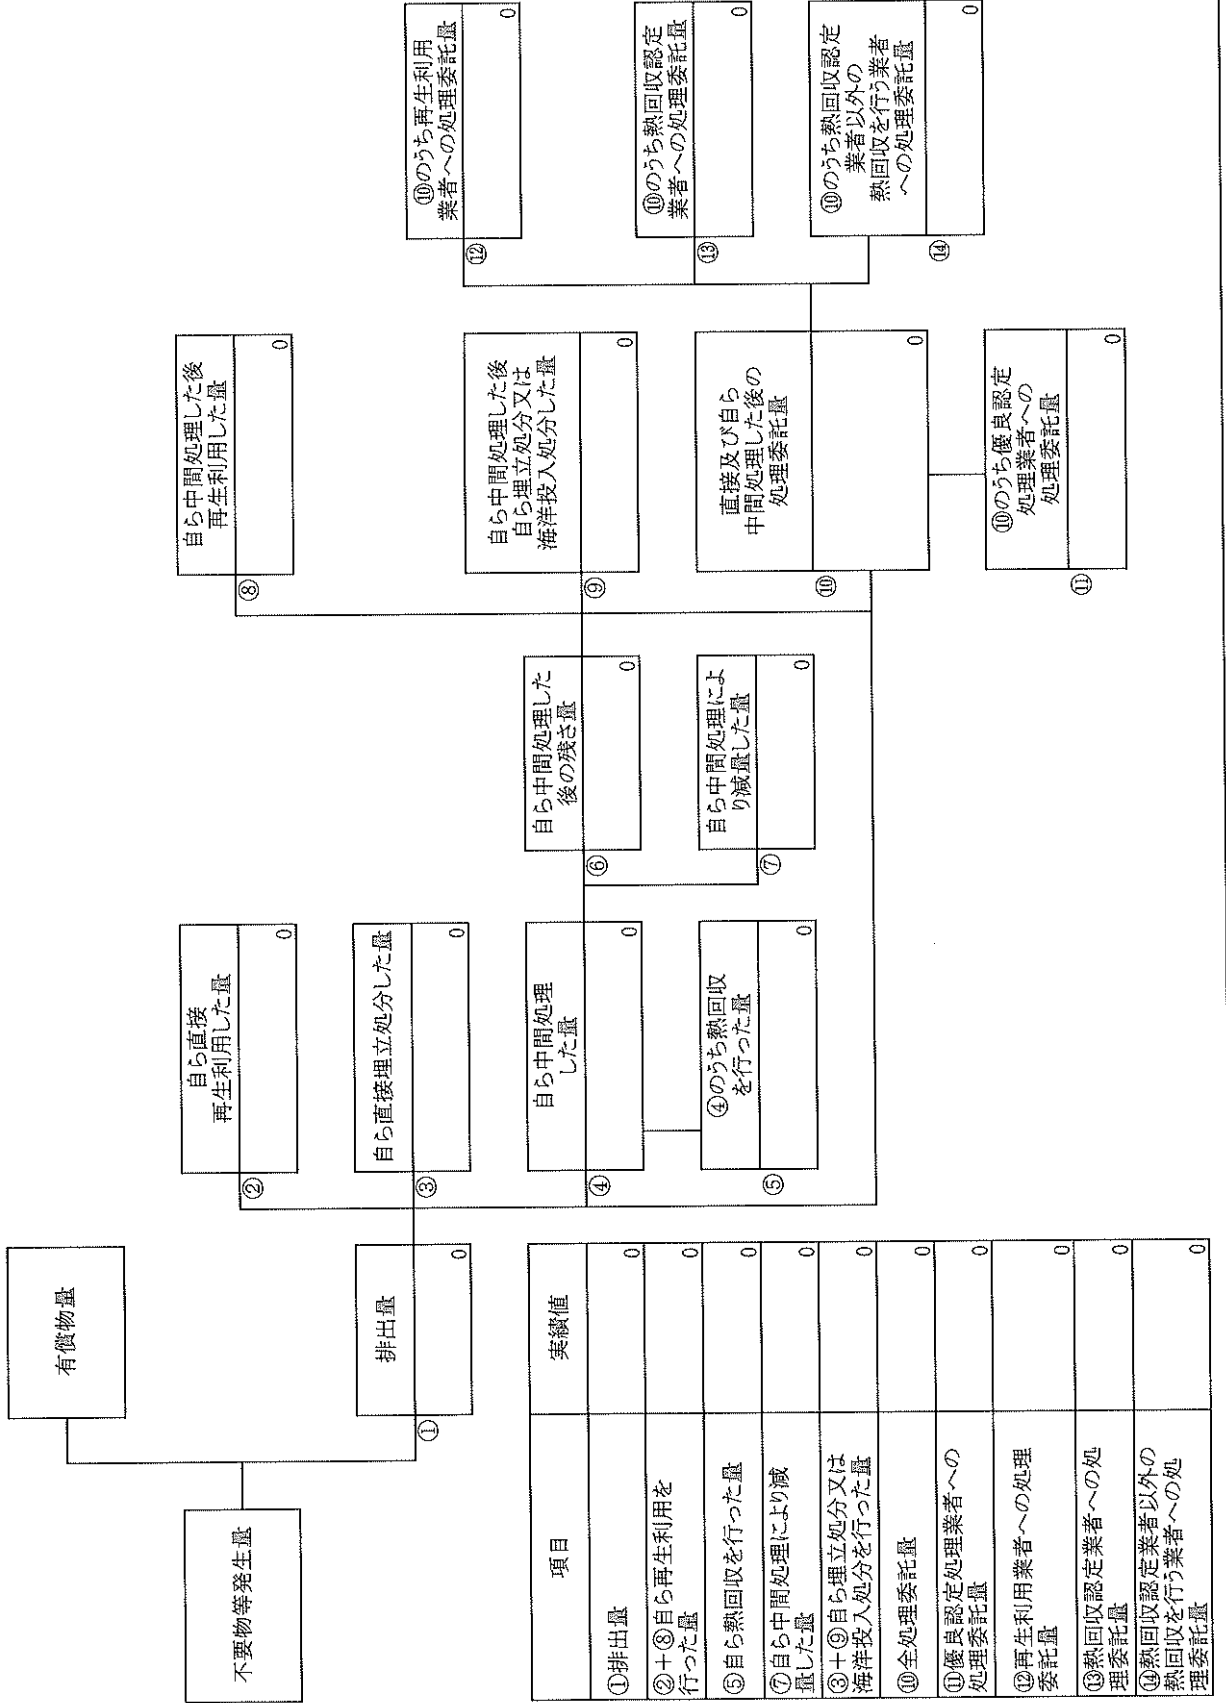 不要物等発生量
有償物量
①
排出量
0
②
自ら直接
再生利用した量
0
③
自ら直接埋立処分した量
0
④
自ら中間処理
した量
0
⑤
④のうち熱回収
を行った量
0
⑥
自ら中間処理した
後の残さ量
0
⑦
自ら中間処理によ
り減量した量
0
⑧
自ら中間処理した後
再生利用した量
0
⑨
自ら中間処理した後
自ら埋立処分又は
海洋投入処分した量
0
⑩
直接及び自ら
中間処理した後の
処理委託量
0
⑪
⑩のうち優良認定
処理業者への
処理委託量
0
⑫
⑩のうち再生利用
業者への処理委託量
0
⑬
⑩のうち熱回収認定
業者への処理委託量
0
⑭
⑩のうち熱回収認定
業者以外の
熱回収を行う業者
への処理委託量
0
項目 実績値
①排出量 0
②+⑧自ら再生利用を
行った量 0
⑤自ら熱回収を行った量 0
⑦自ら中間処理により減
量した量 0
③+⑨自ら埋立処分又は
海洋投入処分を行った量 0
⑩全処理委託量 0
⑪優良認定処理業者への
処理委託量 0
⑫再生利用業者への処理
委託量 0
⑬熱回収認定業者への処
理委託量 0
⑭熱回収認定業者以外の
熱回収を行う業者への処
理委託量 0